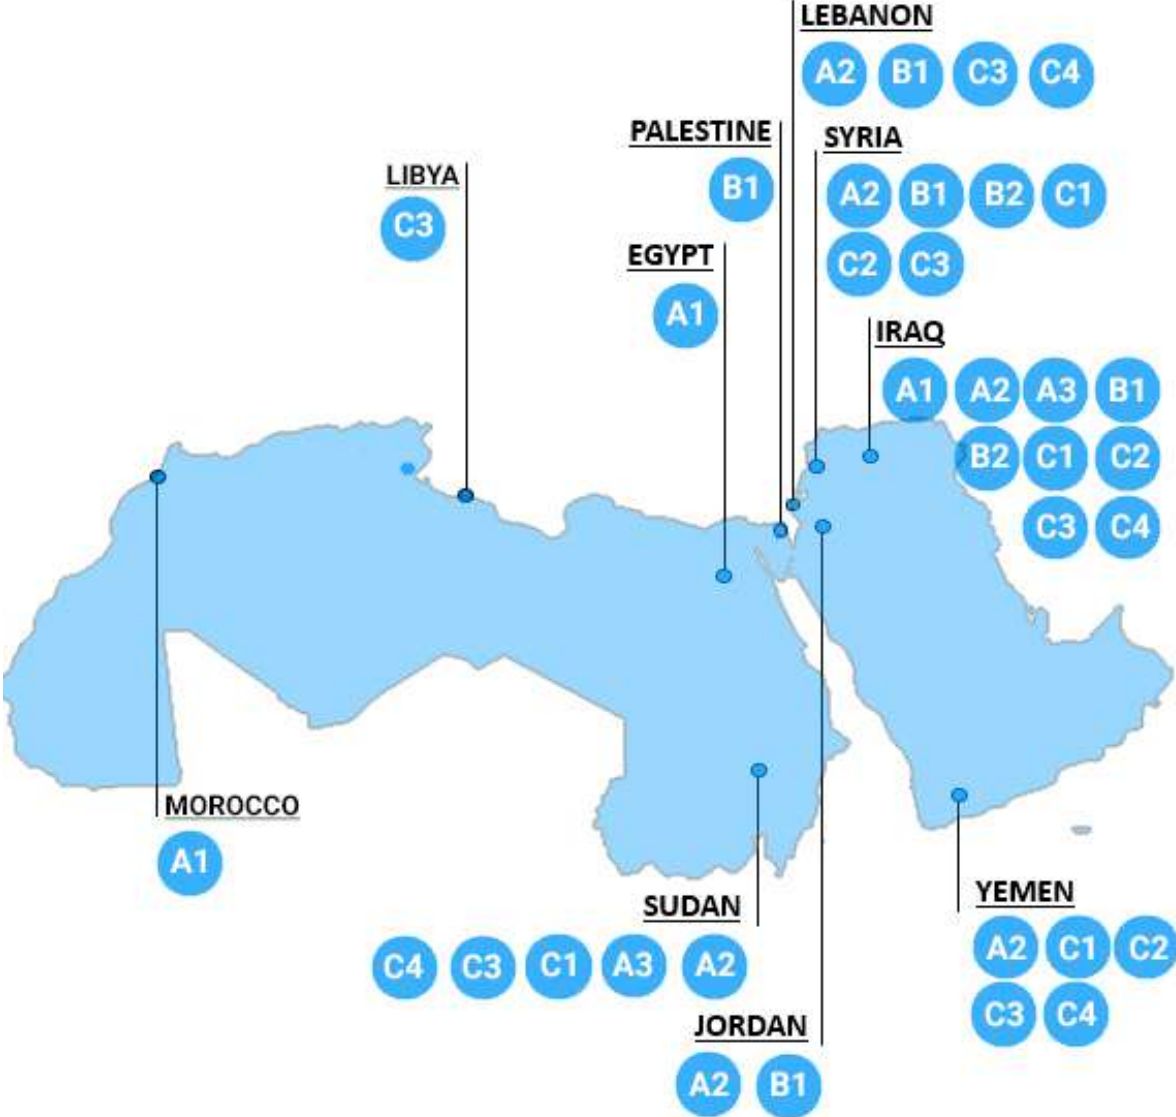 LEBANON
A2 B1 C3 C4
PALESTINE
B1
SYRIA
A2 B1 B2 C1
C2 C3
LIBYA
C3
EGYPT
A1
IRAQ
A1 A2 A3 B1
B2 C1 C2
C3 C4
MOROCCO
A1
SUDAN
C4 C3 C1 A3 A2
YEMEN
A2 C1 C2
C3 C4
JORDAN
A2 B1